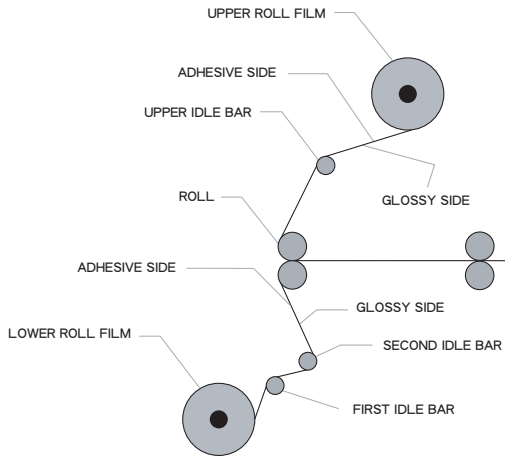 UPPER ROLL FILM
ADHESIVE SIDE
UPPER IDLE BAR
GLOSSY SIDE
ROLL
ADHESIVE SIDE
GLOSSY SIDE
LOWER ROLL FILM
SECOND IDLE BAR
FIRST IDLE BAR